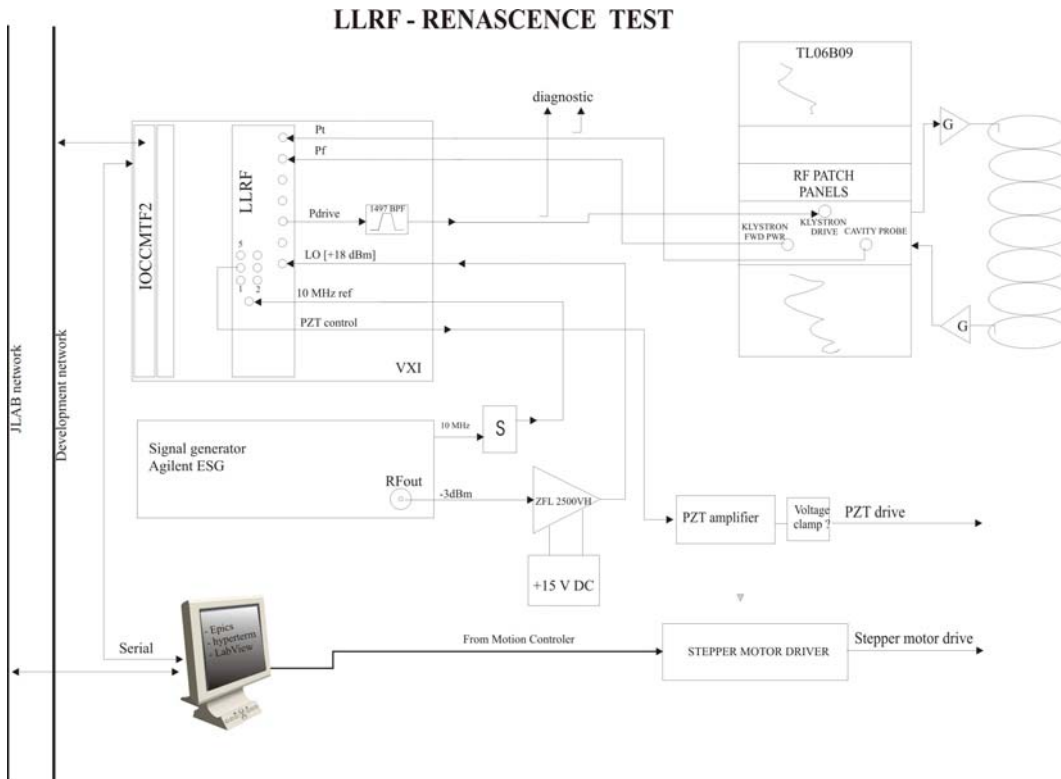 LLRF - RENASCENCE TEST
TL06B09
diagnostic
G
Pt
Pf
IOCCMTF2
LLRF
RF PATCH
PANELS
Pdrive
1497 BPF
KLYSTRON
FWD PWR
KLYSTRON
DRIVE
CAVITY PROBE
5
1
2
LO [+18 dBm]
10 MHz ref
PZT control
G
VXI
JLAB network
Development network
Signal generator
Agilent ESG
10 MHz
S
RFout
-3dBm
ZFL 2500VH
+15 V DC
PZT amplifier
Voltage
clamp ?
PZT drive
- Epics
- hyperterm
- LabView
Serial
From Motion Controler
STEPPER MOTOR DRIVER
Stepper motor drive